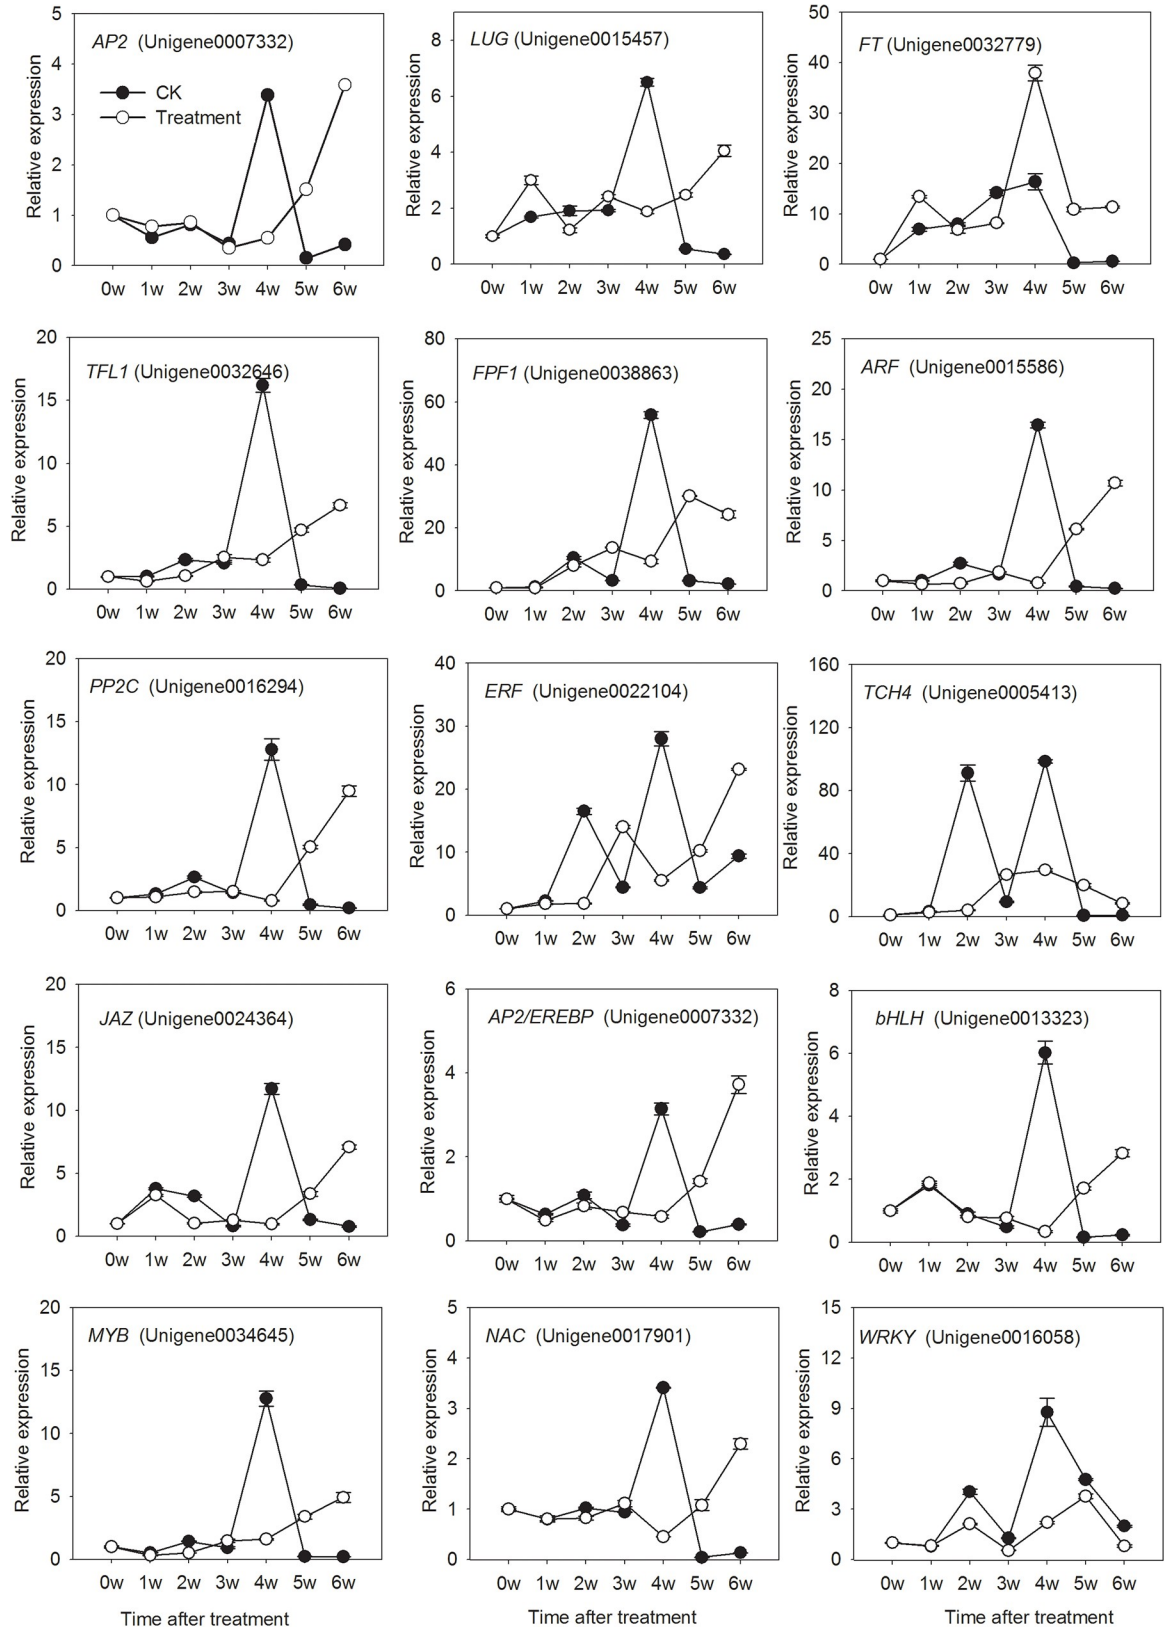 AP2 (Unigene0007332)
CK
Treatment
Relative expression
5
4
3
2
1
0
0w 1w 2w 3w 4w 5w 6w
LUG (Unigene0015457)
Relative expression
8
6
4
2
0
0w 1w 2w 3w 4w 5w 6w
FT (Unigene0032779)
Relative expression
50
40
30
20
10
0
0w 1w 2w 3w 4w 5w 6w
TFL1 (Unigene0032646)
Relative expression
20
15
10
5
0
0w 1w 2w 3w 4w 5w 6w
FPF1 (Unigene0038863)
Relative expression
80
60
40
20
0
0w 1w 2w 3w 4w 5w 6w
ARF (Unigene0015586)
Relative expression
25
20
15
10
5
0
0w 1w 2w 3w 4w 5w 6w
PP2C (Unigene0016294)
Relative expression
20
15
10
5
0
0w 1w 2w 3w 4w 5w 6w
ERF (Unigene0022104)
Relative expression
40
30
20
10
0
0w 1w 2w 3w 4w 5w 6w
TCH4 (Unigene0005413)
Relative expression
160
120
80
40
0
0w 1w 2w 3w 4w 5w 6w
JAZ (Unigene0024364)
Relative expression
20
15
10
5
0
0w 1w 2w 3w 4w 5w 6w
AP2/EREBP (Unigene0007332)
Relative expression
6
4
2
0
0w 1w 2w 3w 4w 5w 6w
bHLH (Unigene0013323)
Relative expression
8
6
4
2
0
0w 1w 2w 3w 4w 5w 6w
MYB (Unigene0034645)
Relative expression
20
15
10
5
0
0w 1w 2w 3w 4w 5w 6w
Time after treatment
NAC (Unigene0017901)
Relative expression
5
4
3
2
1
0
0w 1w 2w 3w 4w 5w 6w
Time after treatment
WRKY (Unigene0016058)
Relative expression
15
12
9
6
3
0
0w 1w 2w 3w 4w 5w 6w
Time after treatment